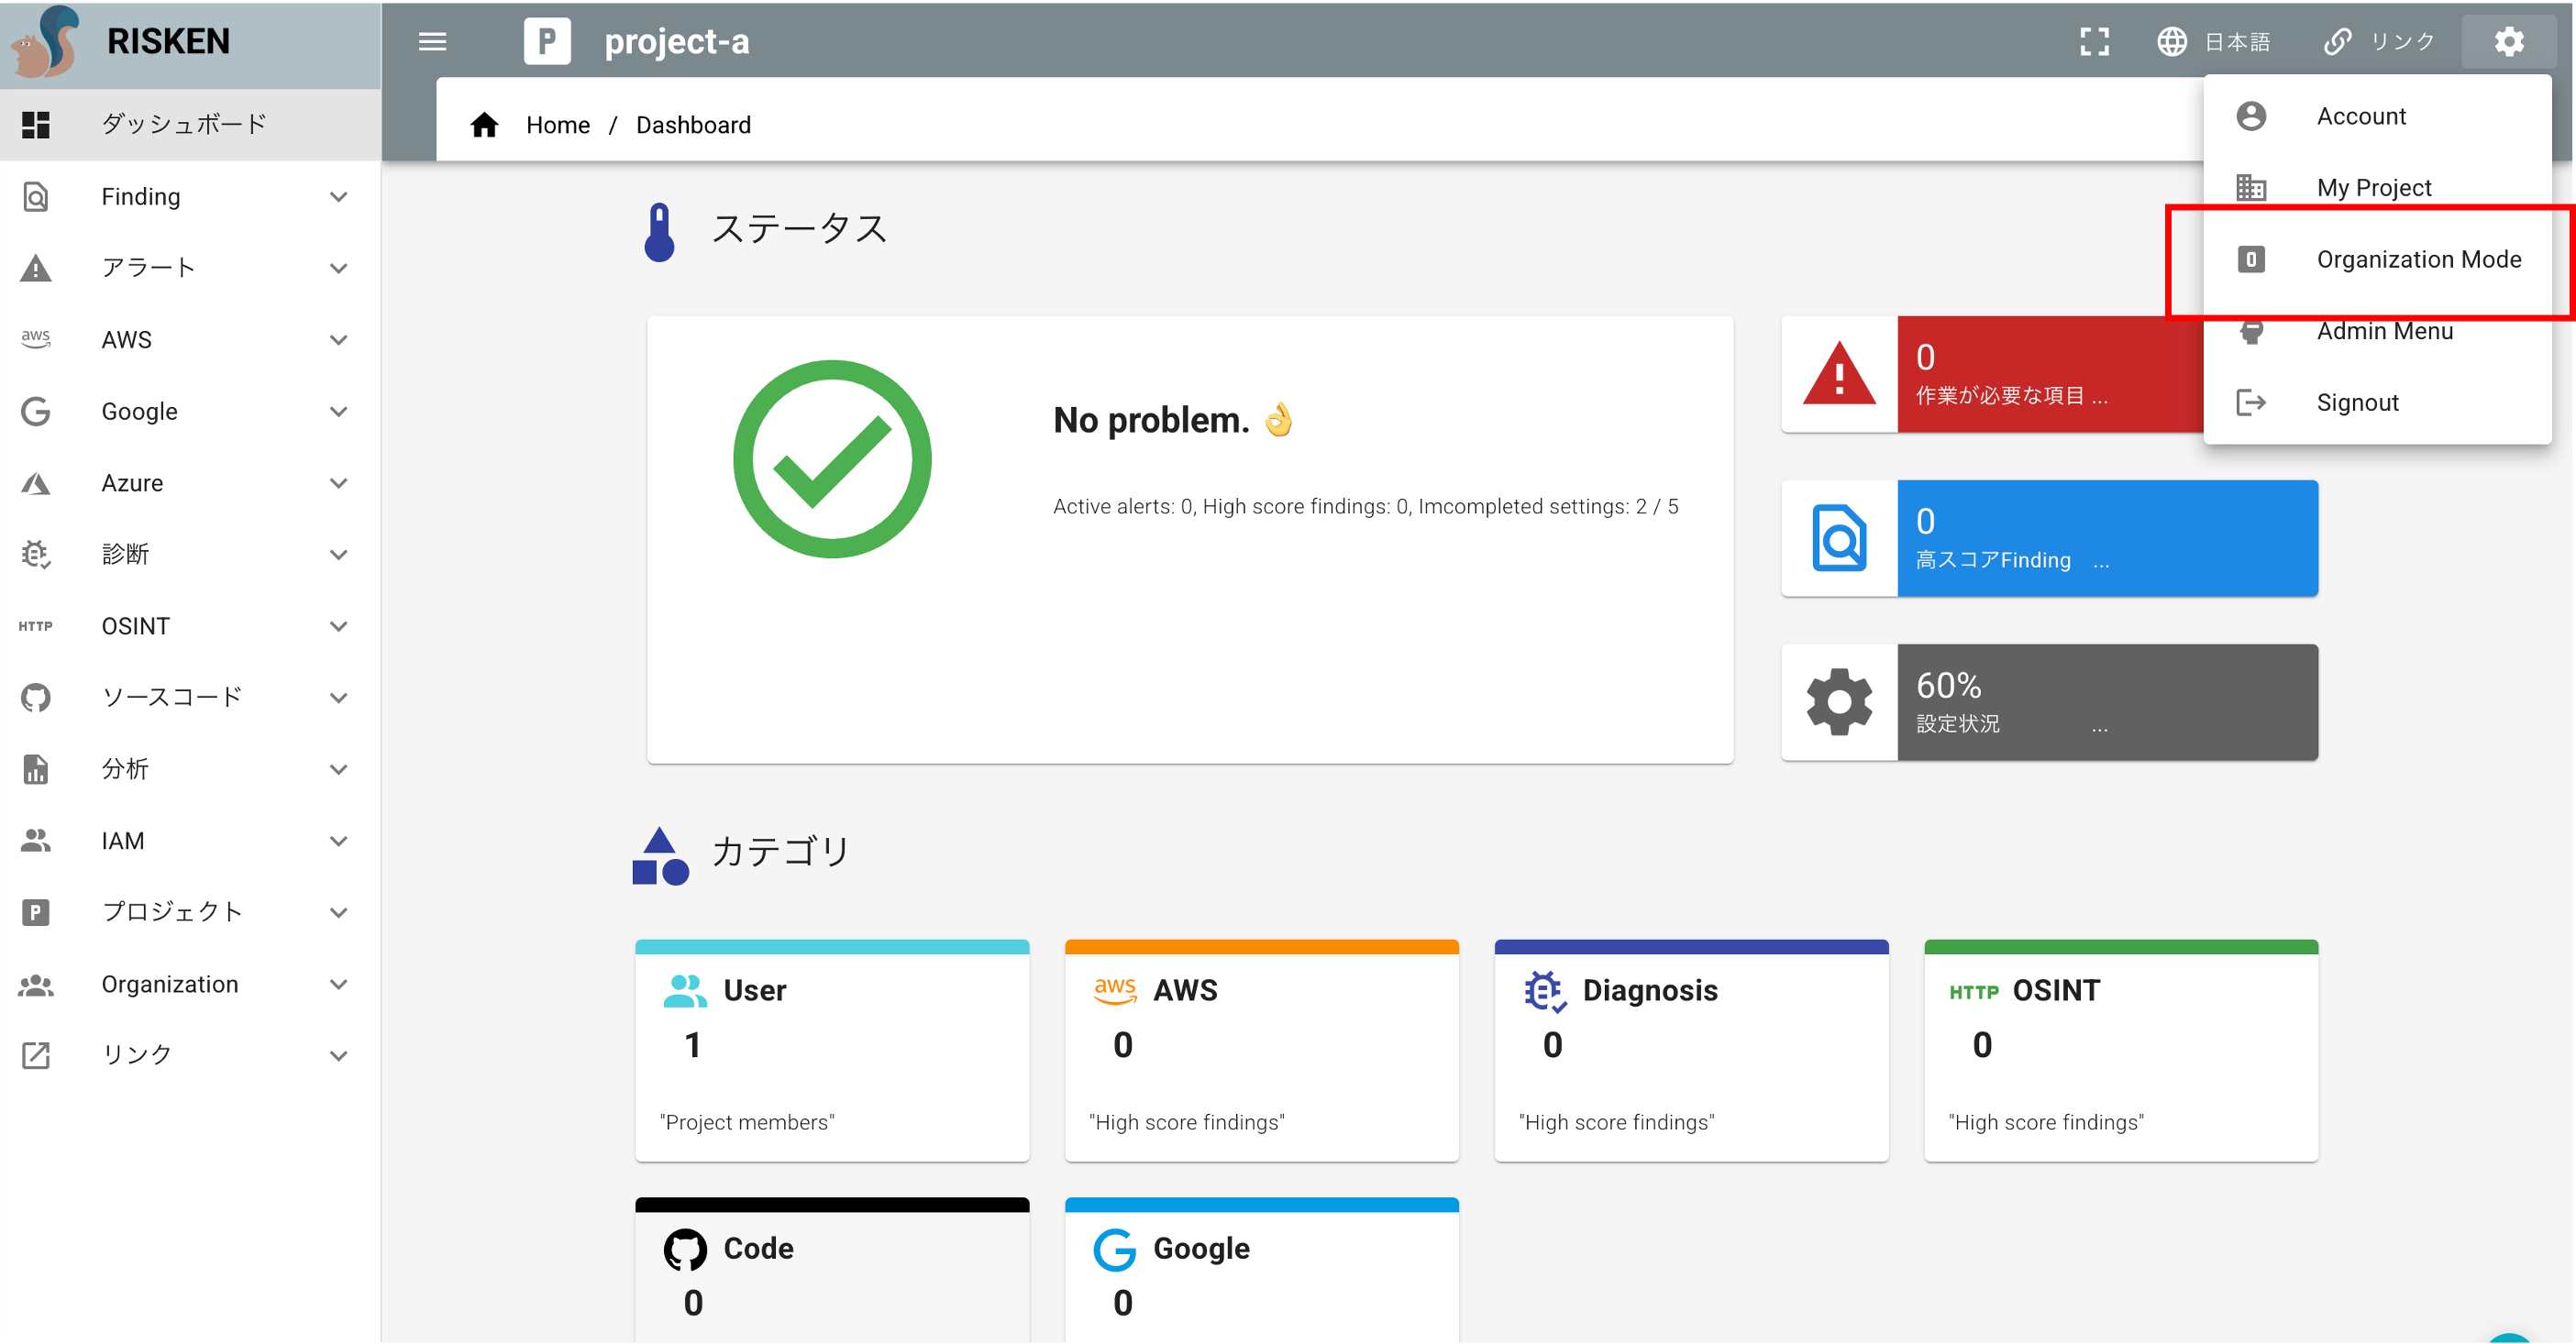 RISKEN
P project-a
日本語
リンク
Home / Dashboard
Account
My Project
O Organization Mode
Admin Menu
Signout
ダッシュボード
Finding
アラート
aws AWS
Google
Azure
診断
HTTP OSINT
ソースコード
分析
IAM
P プロジェクト
Organization
リンク
ステータス
No problem. 👌
Active alerts: 0, High score findings: 0, Imcompleted settings: 2 / 5
0
作業が必要な項目 ...
0
高スコアFinding ...
60%
設定状況 ...
カテゴリ
User
1
"Project members"
aws AWS
0
"High score findings"
Diagnosis
0
"High score findings"
HTTP OSINT
0
"High score findings"
Code
0
Google
0